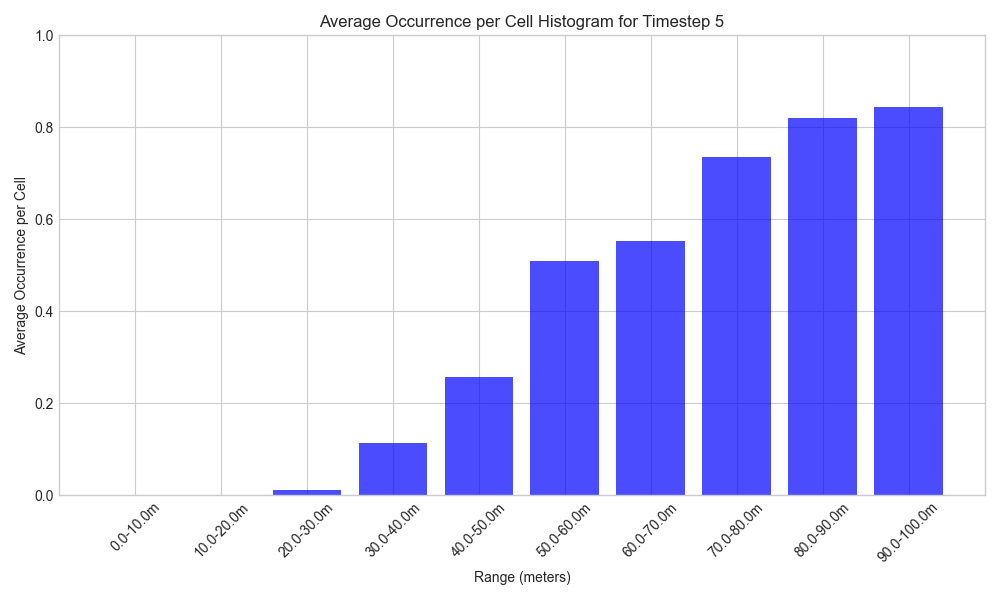 Average Occurrence per Cell Histogram for Timestep 5
Average Occurrence per Cell
1.0
0.8
0.6
0.4
0.2
0.0
0.0-10.0m
10.0-20.0m
20.0-30.0m
30.0-40.0m
40.0-50.0m
50.0-60.0m
60.0-70.0m
70.0-80.0m
80.0-90.0m
90.0-100.0m
Range (meters)